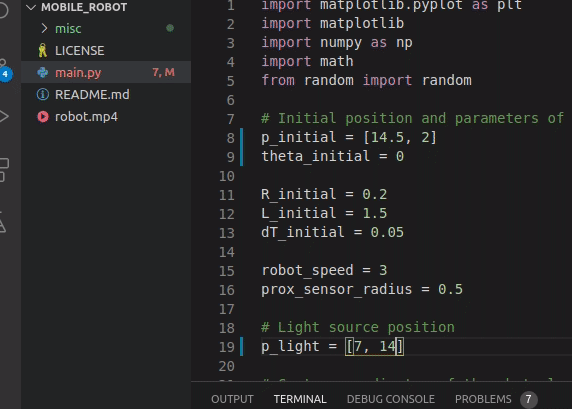 MOBILE_ROBOT
misc
LICENSE
main.py 7, M
README.md
robot.mp4
4
1 import matplotlib.pyplot as plt
2 import matplotlib
3 import numpy as np
4 import math
5 from random import random
6
7 # Initial position and parameters of
8 p_initial = [14.5, 2]
9 theta_initial = 0
10
11 R_initial = 0.2
12 L_initial = 1.5
13 dT_initial = 0.05
14
15 robot_speed = 3
16 prox_sensor_radius = 0.5
17
18 # Light source position
19 p_light = [7, 14]
20
OUTPUT TERMINAL DEBUG CONSOLE PROBLEMS 7